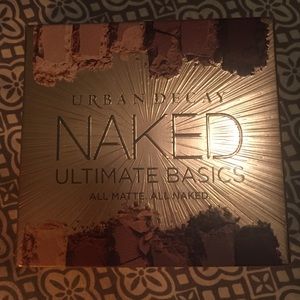 URBAN DECAY
NAKED
ULTIMATE BASICS
ALL MATTE. ALL NAKED.